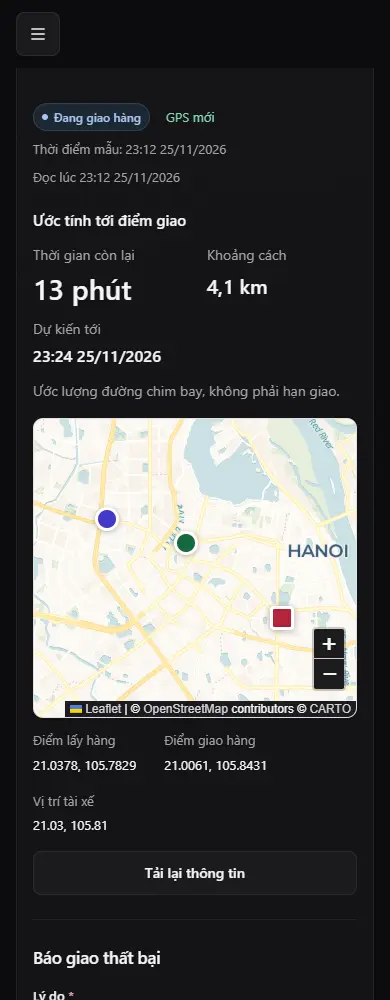 Đang giao hàng GPS mới
Thời điểm mẫu: 23:12 25/11/2026
Đọc lúc 23:12 25/11/2026
Ước tính tới điểm giao
Thời gian còn lại Khoảng cách
13 phút 4,1 km
Dự kiến tới
23:24 25/11/2026
Ước lượng đường chim bay, không phải hạn giao.
Red River
HANOI
+
−
Leaflet | © OpenStreetMap contributors © CARTO
Điểm lấy hàng Điểm giao hàng
21.0378, 105.7829 21.0061, 105.8431
Vị trí tài xế
21.03, 105.81
Tải lại thông tin
Báo giao thất bại
Lý do *